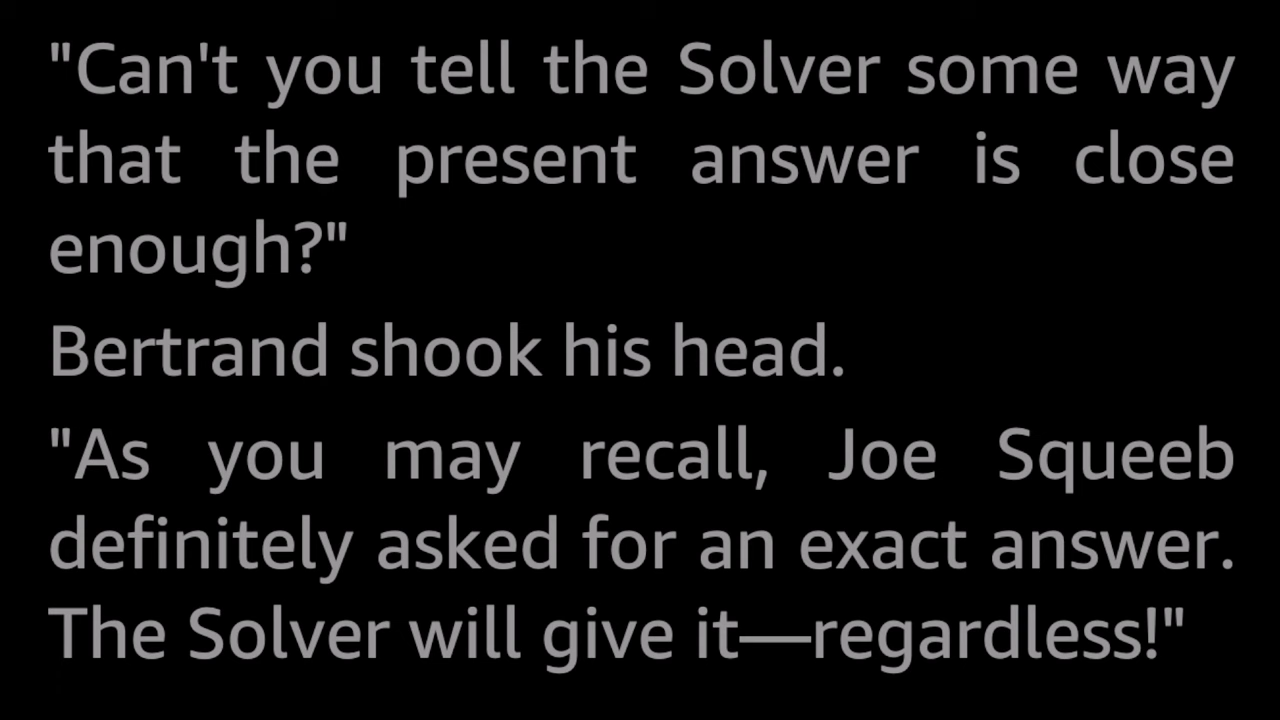 "Can't you tell the Solver some way
that the present answer is close
enough?"
Bertrand shook his head.
"As you may recall, Joe Squeeb
definitely asked for an exact answer.
The Solver will give it—regardless!"